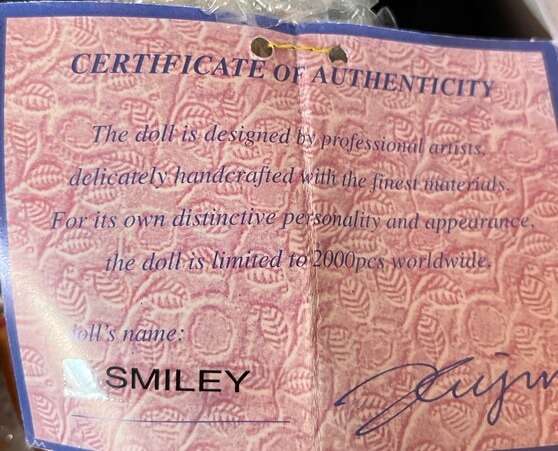 CERTIFICATE OF AUTHENTICITY
The doll is designed by professional artists,
delicately handcrafted with the finest materials.
For its own distinctive personality and appearance,
the doll is limited to 2000pcs worldwide.
doll's name:
SMILEY